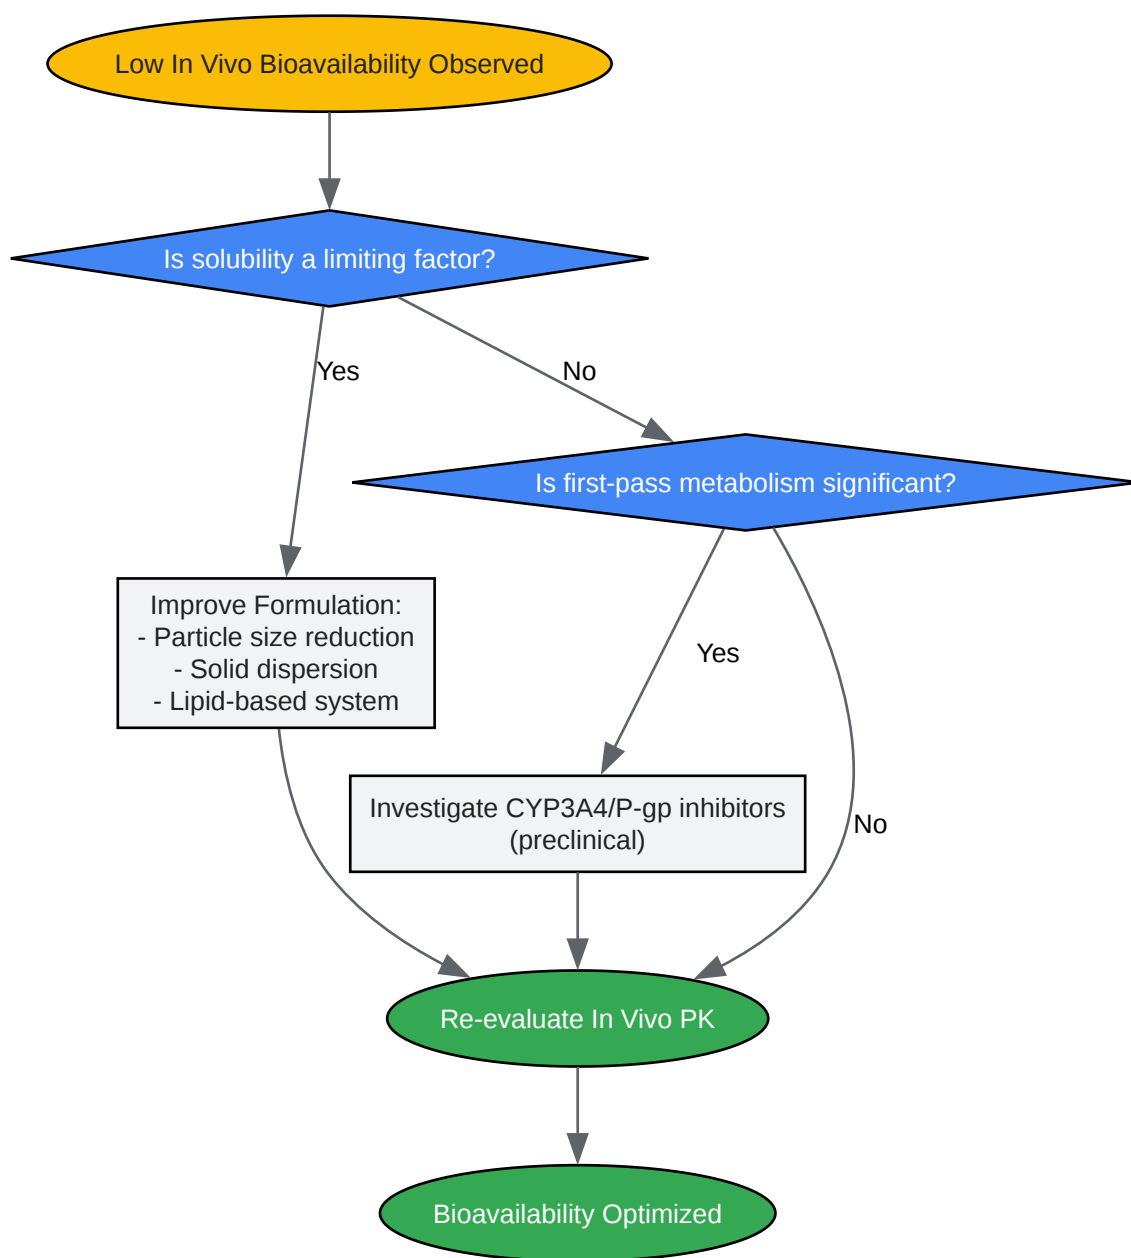 Low In Vivo Bioavailability Observed
Is solubility a limiting factor?
Yes
No
Is first-pass metabolism significant?
Improve Formulation:
- Particle size reduction
- Solid dispersion
- Lipid-based system
Yes
Investigate CYP3A4/P-gp inhibitors
(preclinical)
No
Re-evaluate In Vivo PK
Bioavailability Optimized